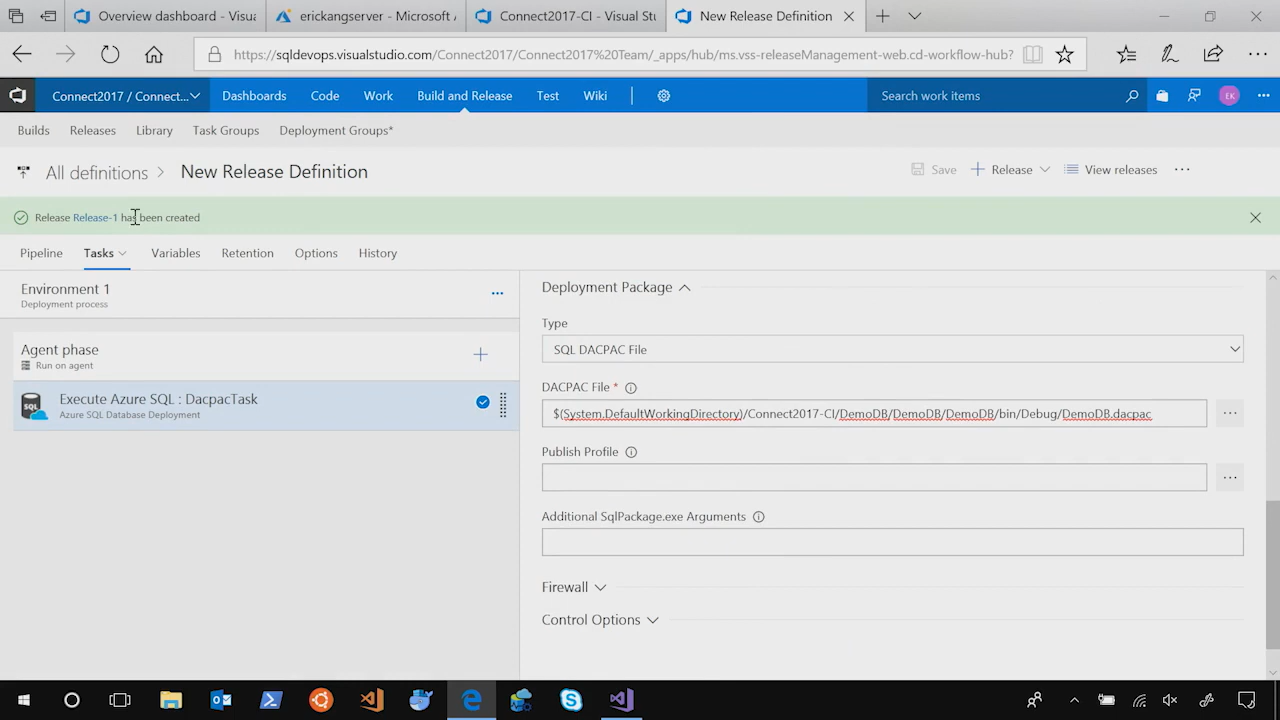 Overview dashboard - Visua
erickangserver - Microsoft A
Connect2017-CI - Visual Stu
New Release Definition
https://sqldevops.visualstudio.com/Connect2017/Connect2017%20Team/_apps/hub/ms.vss-releaseManagement-web.cd-workflow-hub?
Connect2017 / Connect...
Dashboards
Code
Work
Build and Release
Test
Wiki
Search work items
EK
Builds
Releases
Library
Task Groups
Deployment Groups*
All definitions
New Release Definition
Save
Release
View releases
Release Release-1 has been created
Pipeline
Tasks
Variables
Retention
Options
History
Environment 1
Deployment process
Agent phase
Run on agent
SQL
Execute Azure SQL : DacpacTask
Azure SQL Database Deployment
Deployment Package
Type
SQL DACPAC File
DACPAC File *
$(System.DefaultWorkingDirectory)/Connect2017-CI/DemoDB/DemoDB/DemoDB/bin/Debug/DemoDB.dacpac
Publish Profile
Additional SqlPackage.exe Arguments
Firewall
Control Options